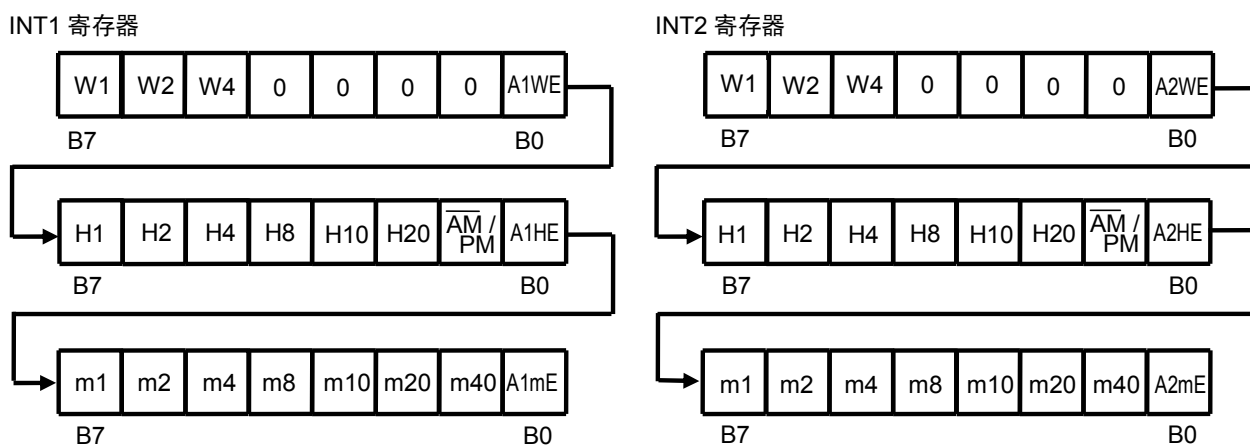 INT1 寄存器
W1 W2 W4 0 0 0 0 A1WE
B7 B0
H1 H2 H4 H8 H10 H20 A̅M̅ / PM A1HE
B7 B0
m1 m2 m4 m8 m10 m20 m40 A1mE
B7 B0
INT2 寄存器
W1 W2 W4 0 0 0 0 A2WE
B7 B0
H1 H2 H4 H8 H10 H20 A̅M̅ / PM A2HE
B7 B0
m1 m2 m4 m8 m10 m20 m40 A2mE
B7 B0